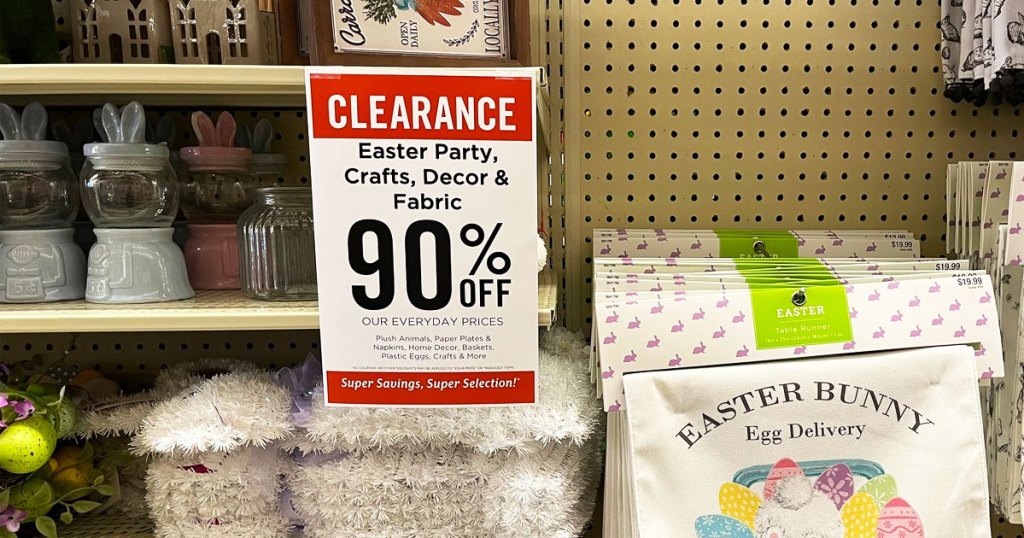 OPEN
DAILY
LOCALLY
CLEARANCE
Easter Party,
Crafts, Decor &
Fabric
90%
OFF
OUR EVERYDAY PRICES
Plush Animals, Paper Plates &
Napkins, Home Decor, Baskets,
Plastic Eggs, Crafts & More
Super Savings, Super Selection!*
$19.99
EASTER
$19.99
$19.99
EASTER
Table Runner
EASTER BUNNY
Egg Delivery